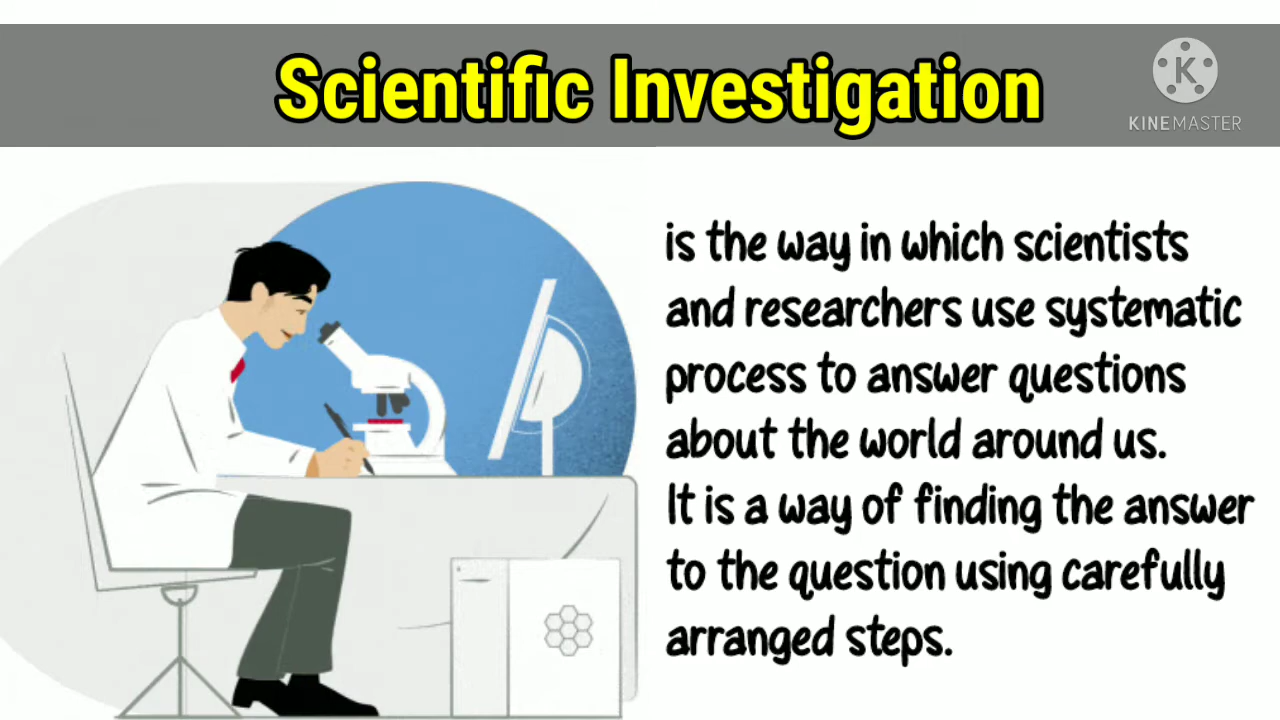 Scientific Investigation
K
KINEMASTER
is the way in which scientists
and researchers use systematic
process to answer questions
about the world around us.
It is a way of finding the answer
to the question using carefully
arranged steps.